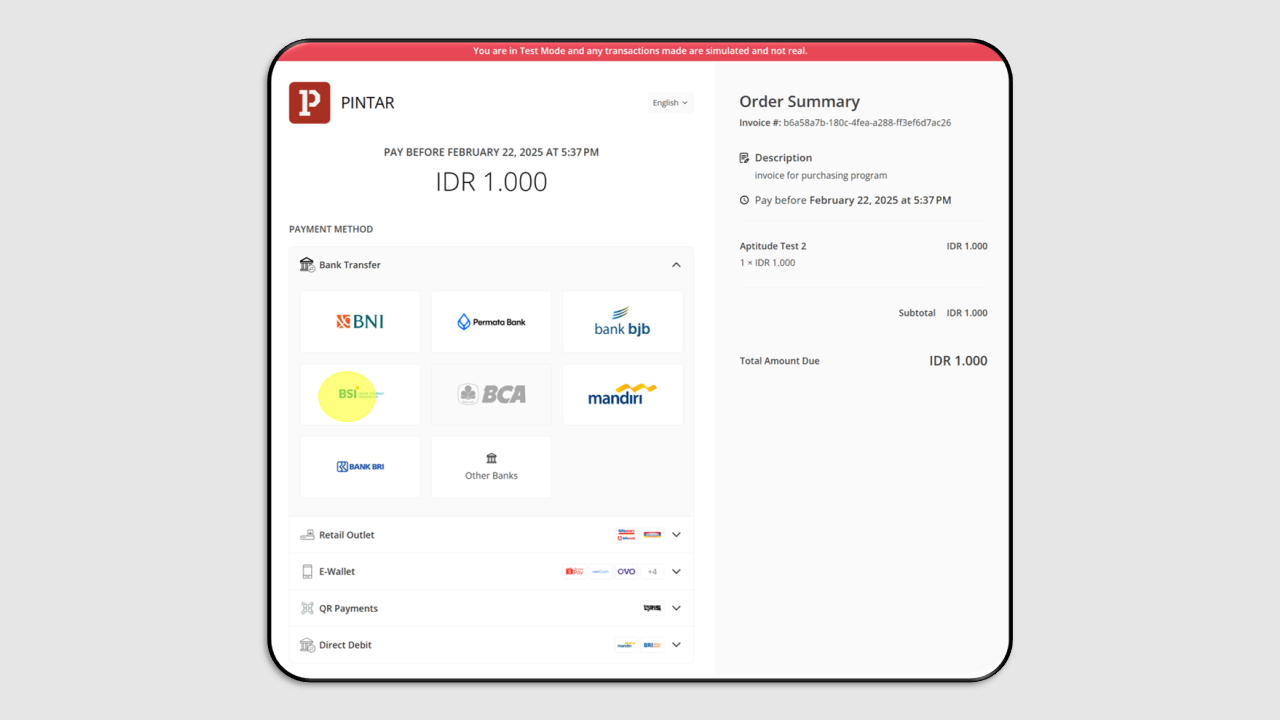 You are in Test Mode and any transactions made are simulated and not real.
P
PINTAR
English
PAY BEFORE FEBRUARY 22, 2025 AT 5:37 PM
IDR 1.000
PAYMENT METHOD
Bank Transfer
BNI
Permata Bank
bank bjb
BSI
BCA
mandiri
BANK BRI
Other Banks
Retail Outlet
E-Wallet
Pay
OVO
+4
QR Payments
QRIS
Direct Debit
mandiri
BRI
Order Summary
Invoice #: b6a58a7b-180c-4fea-a288-ff3ef6d7ac26
Description
invoice for purchasing program
Pay before February 22, 2025 at 5:37 PM
Aptitude Test 2 IDR 1.000
1 × IDR 1.000
Subtotal IDR 1.000
Total Amount Due IDR 1.000